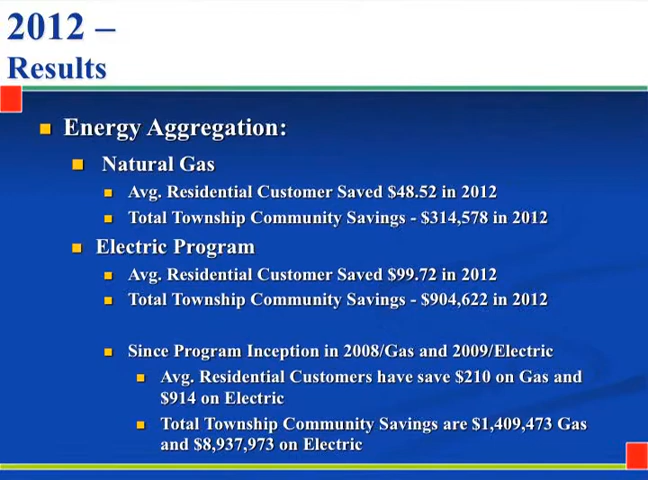 2012 –
Results
Energy Aggregation:
Natural Gas
Avg. Residential Customer Saved $48.52 in 2012
Total Township Community Savings - $314,578 in 2012
Electric Program
Avg. Residential Customer Saved $99.72 in 2012
Total Township Community Savings - $904,622 in 2012
Since Program Inception in 2008/Gas and 2009/Electric
Avg. Residential Customers have save $210 on Gas and
$914 on Electric
Total Township Community Savings are $1,409,473 Gas
and $8,937,973 on Electric